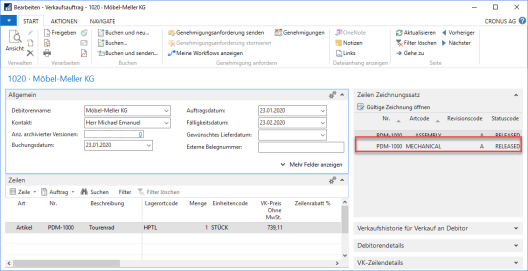 Bearbeiten - Verkaufsauftrag - 1020 · Möbel-Meller KG
CRONUS AG
START
AKTIONEN
NAVIGATE
Ansicht
Verwalten
Freigeben
Verarbeiten
Buchen und neu...
Buchen...
Buchen und senden...
Buchen
Genehmigungsanforderung senden
Genehmigungsanforderung stornieren
Meine Workflows anzeigen
Genehmigungen
Genehmigung anfordern
OneNote
Notizen
Links
Dateianhang anzeigen
Aktualisieren
Filter löschen
Gehe zu
Vorheriger
Nächster
Seite
1020 · Möbel-Meller KG
Allgemein
Debitorenname: Möbel-Meller KG
Kontakt: Herr Michael Emanuel
Anz. archivierter Versionen: 0
Buchungsdatum: 23.01.2020
Auftragsdatum: 23.01.2020
Fälligkeitsdatum: 23.02.2020
Gewünschtes Lieferdatum:
Externe Belegnummer:
Mehr Felder anzeigen
Zeilen
Zeile
Auftrag
Suchen
Filter
Filter löschen
Art Nr. Beschreibung Lagerortcode Menge Einheitencode VK-Preis Ohne MwSt. Zeilenrabatt %
Artikel PDM-1000 Tourenrad HPTL 1 STÜCK 739,11
Zeilen Zeichnungssatz
Gültige Zeichnung öffnen
Nr. Artcode Revisionscode Statuscode
PDM-1000 ASSEMBLY A RELEASED
PDM-1000 MECHANICAL A RELEASED
Verkaufshistorie für Verkauf an Debitor
Debitorendetails
VK-Zeilendetails